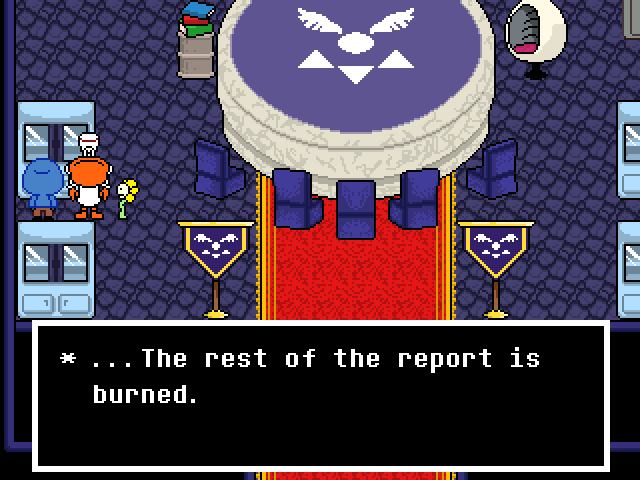 * ...The rest of the report is
burned.